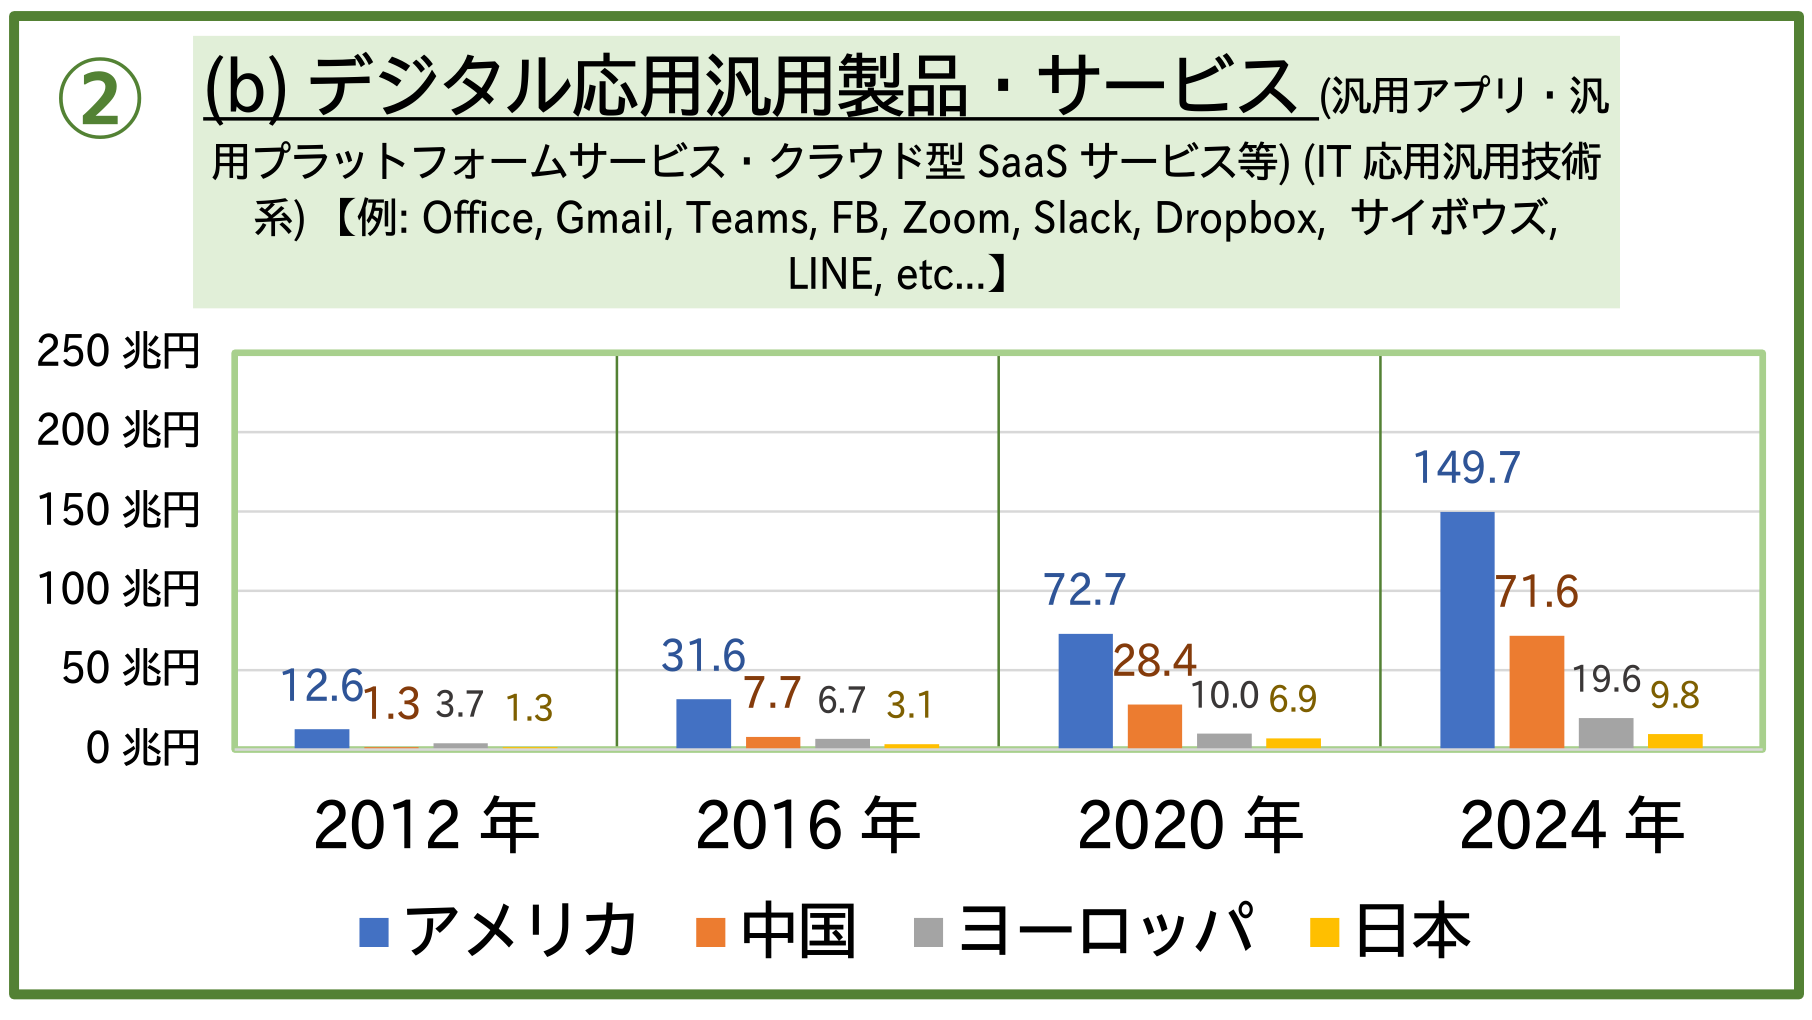 ②
(b) デジタル応用汎用製品・サービス (汎用アプリ・汎
用プラットフォームサービス・クラウド型 SaaS サービス等) (IT 応用汎用技術
系) 【例: Office, Gmail, Teams, FB, Zoom, Slack, Dropbox, サイボウズ,
LINE, etc...】
250 兆円
200 兆円
150 兆円
100 兆円
50 兆円
0 兆円
12.6 1.3 3.7 1.3
31.6 7.7 6.7 3.1
72.7 28.4 10.0 6.9
149.7 71.6 19.6 9.8
2012 年 2016 年 2020 年 2024 年
アメリカ 中国 ヨーロッパ 日本